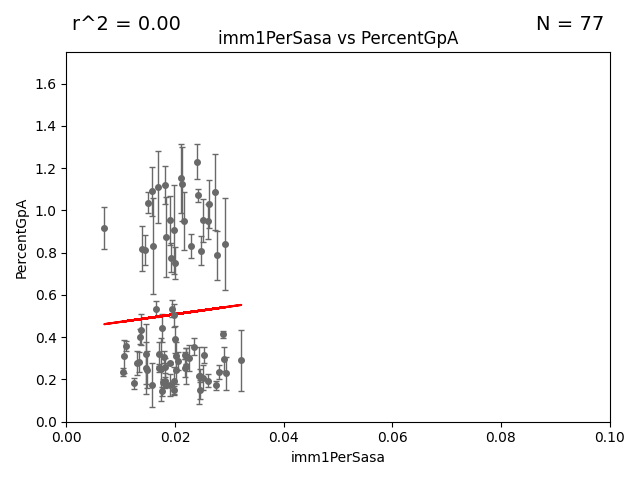 r^2 = 0.00
N = 77
imm1PerSasa vs PercentGpA
1.6
1.4
1.2
1.0
0.8
0.6
0.4
0.2
0.0
PercentGpA
0.00 0.02 0.04 0.06 0.08 0.10
imm1PerSasa